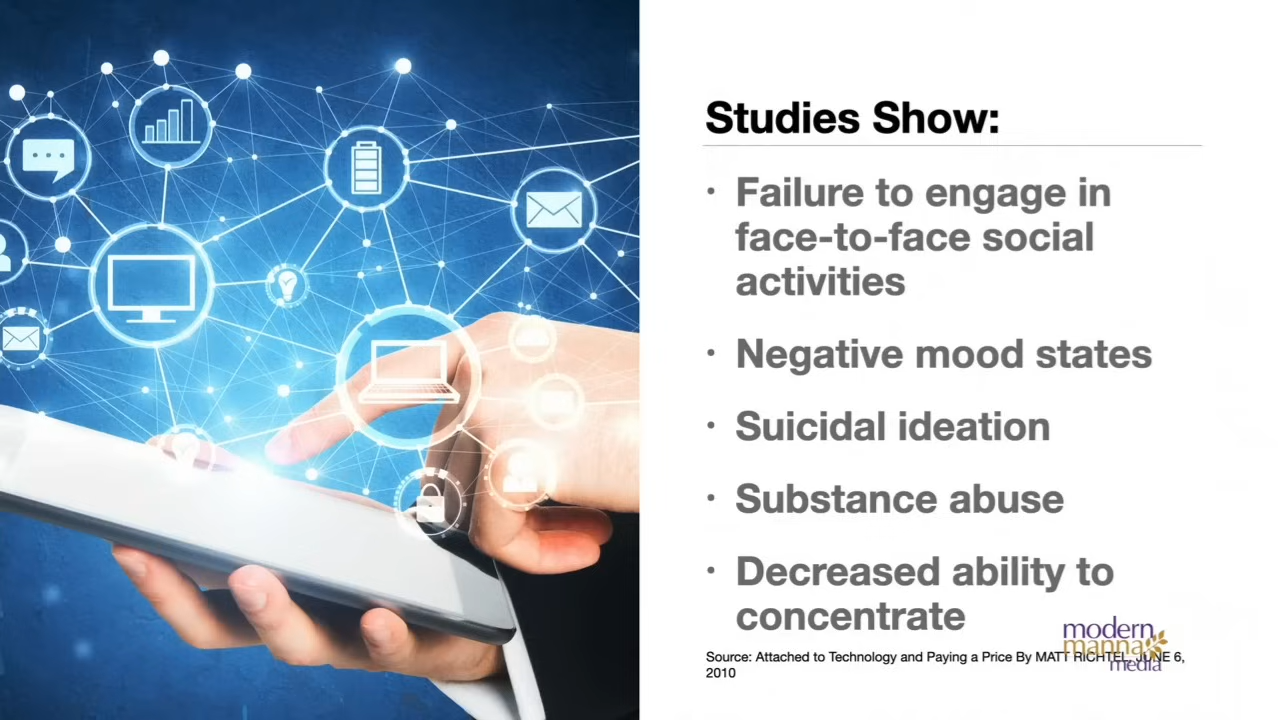 Studies Show:
• Failure to engage in
face-to-face social
activities
• Negative mood states
• Suicidal ideation
• Substance abuse
• Decreased ability to
concentrate
modern
manna
media
Source: Attached to Technology and Paying a Price By MATT RICHTEL, JUNE 6,
2010